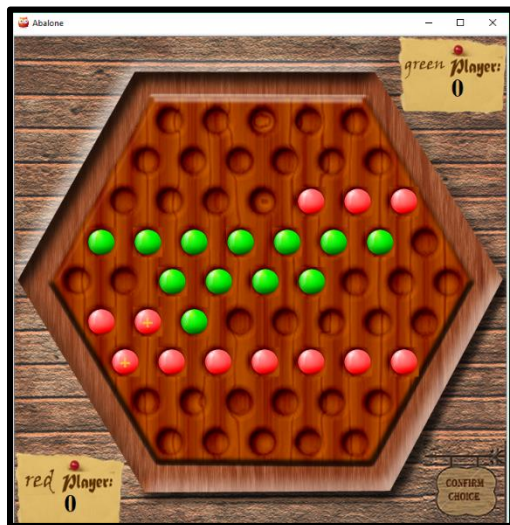 Abalone
green Player:
0
red Player:
0
CONFIRM
CHOICE